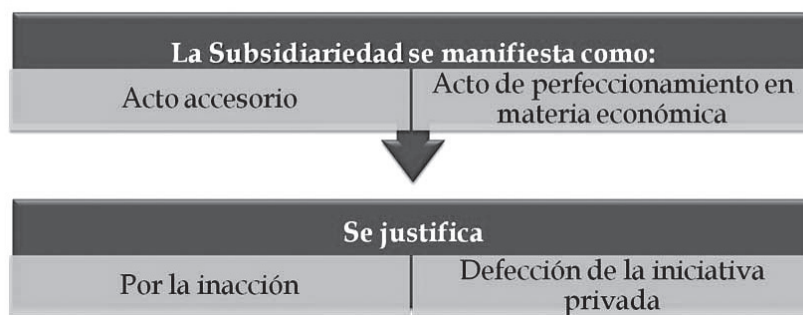 La Subsidiariedad se manifiesta como:
Acto accesorio
Acto de perfeccionamiento en
materia económica
Se justifica
Por la inacción
Defección de la iniciativa
privada